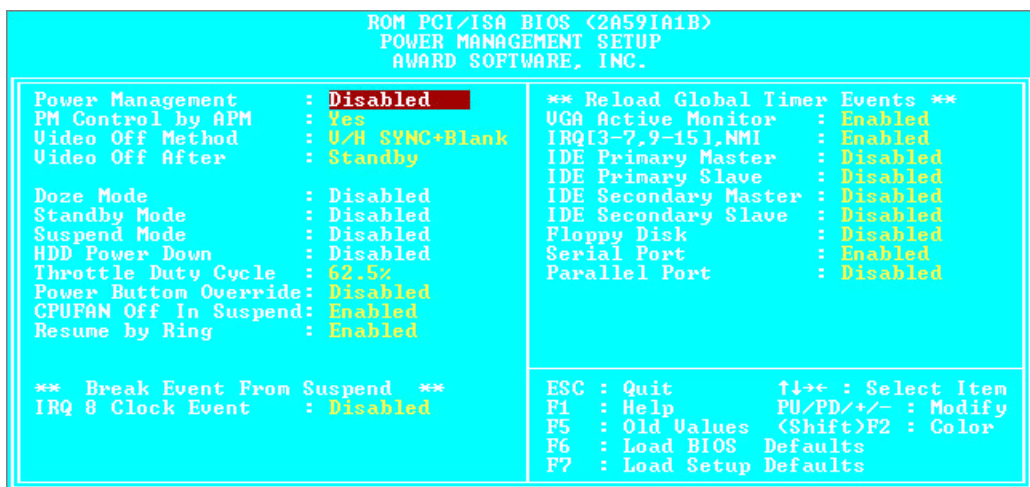 ROM PCI/ISA BIOS (2A59IA1B)
POWER MANAGEMENT SETUP
AWARD SOFTWARE, INC.
Power Management : Disabled
PM Control by APM : Yes
Video Off Method : V/H SYNC+Blank
Video Off After : Standby
Doze Mode : Disabled
Standby Mode : Disabled
Suspend Mode : Disabled
HDD Power Down : Disabled
Throttle Duty Cycle : 62.5%
Power Buttom Override: Disabled
CPUFAN Off In Suspend: Enabled
Resume by Ring : Enabled
** Break Event From Suspend **
IRQ 8 Clock Event : Disabled
** Reload Global Timer Events **
VGA Active Monitor : Enabled
IRQ[3-7,9-15],NMI : Enabled
IDE Primary Master : Disabled
IDE Primary Slave : Disabled
IDE Secondary Master : Disabled
IDE Secondary Slave : Disabled
Floppy Disk : Disabled
Serial Port : Enabled
Parallel Port : Disabled
ESC : Quit ↑↓→← : Select Item
F1 : Help PU/PD/+/- : Modify
F5 : Old Values (Shift)F2 : Color
F6 : Load BIOS Defaults
F7 : Load Setup Defaults